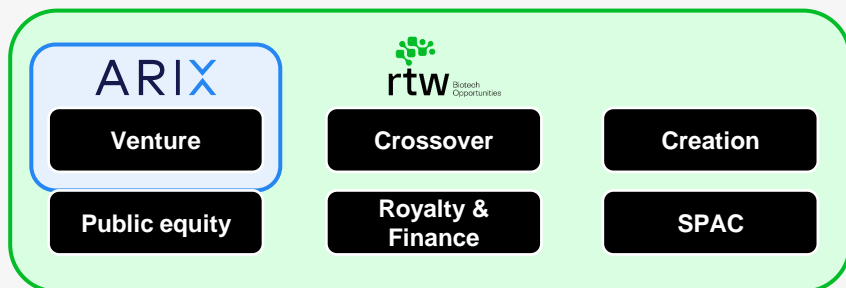 ARIX
rtw
Biotech
Opportunities
Venture
Crossover
Creation
Public equity
Royalty &
Finance
SPAC